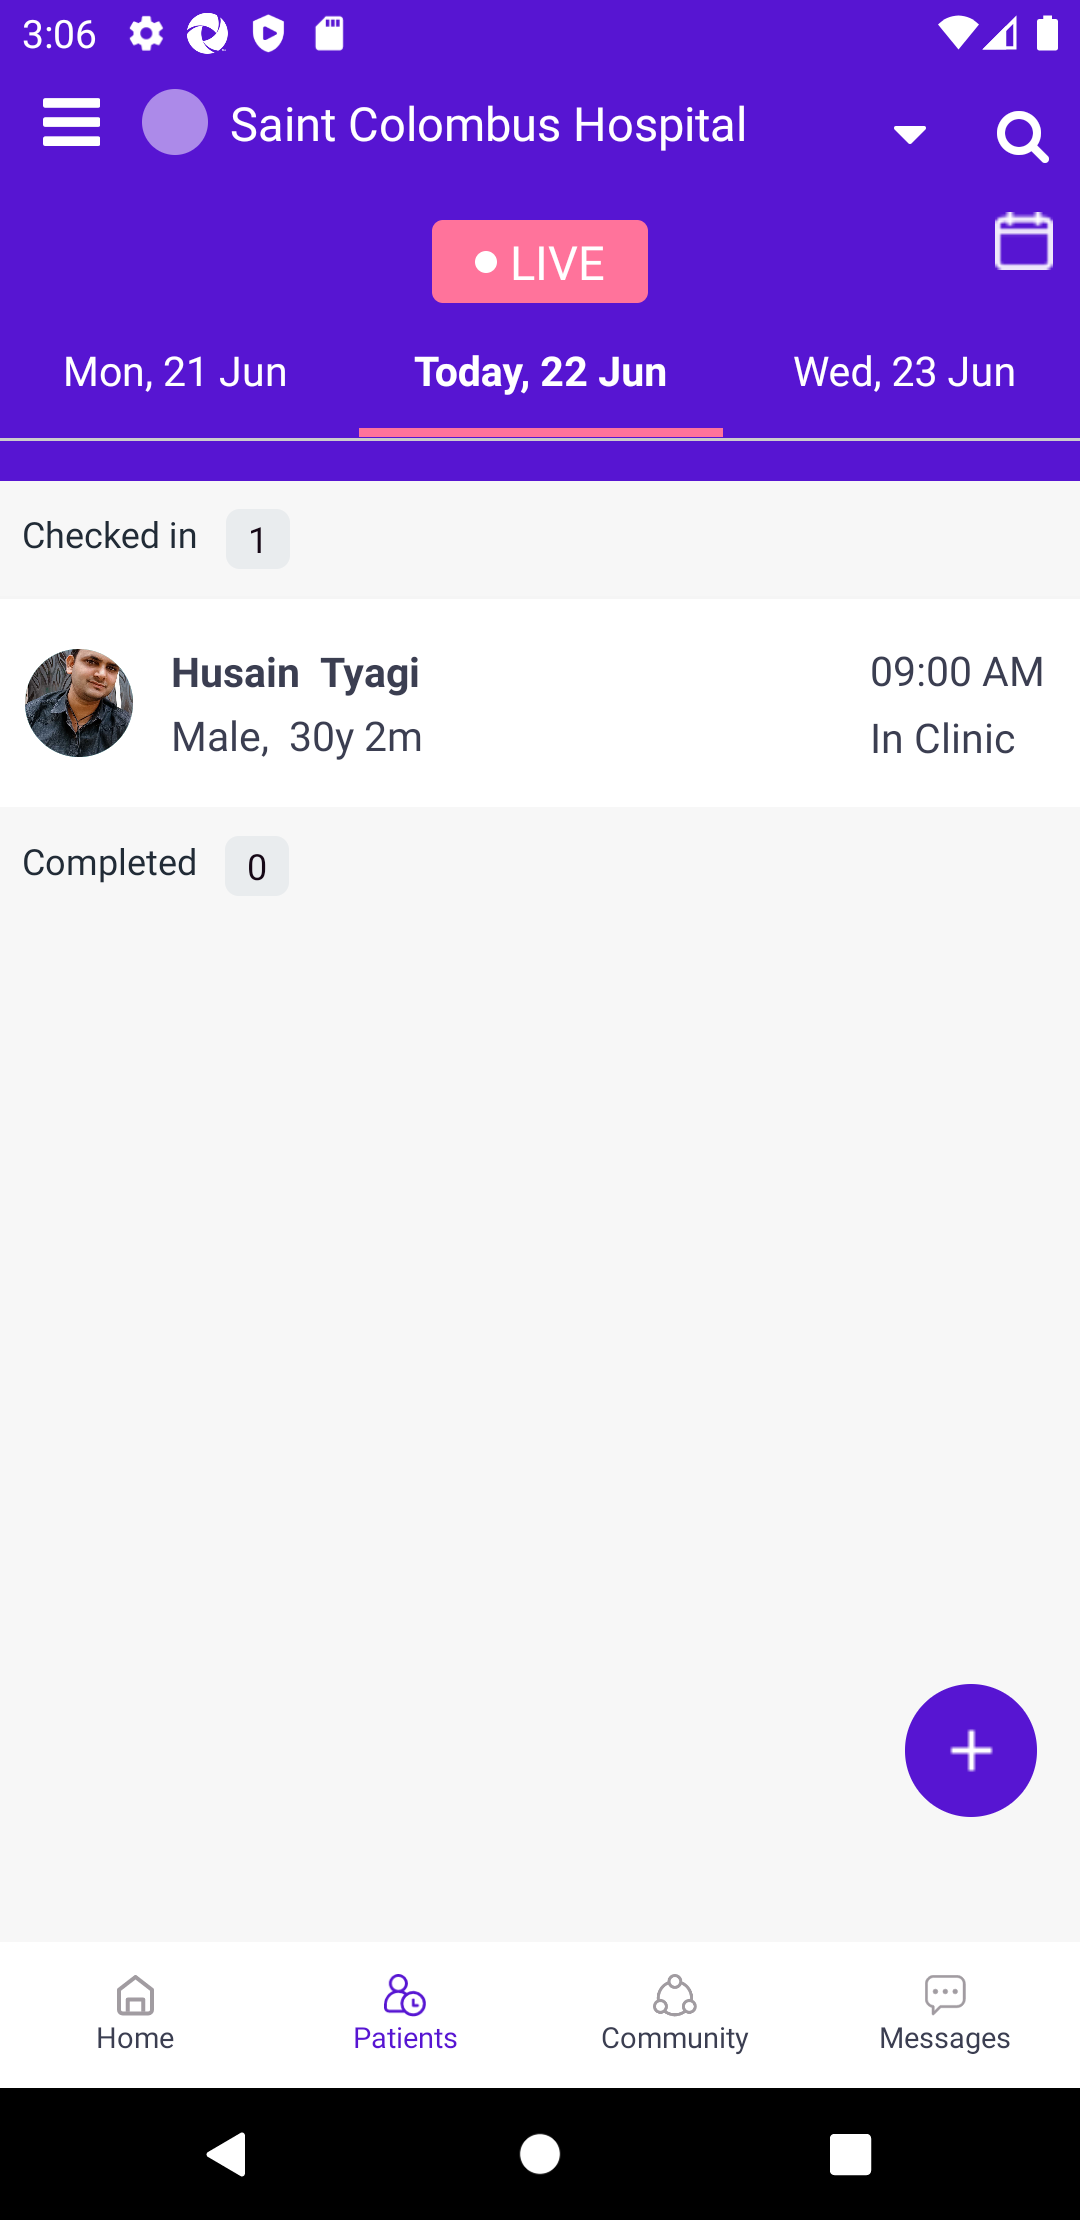 3:06
Saint Colombus Hospital
LIVE
Mon, 21 Jun
Today, 22 Jun
Wed, 23 Jun
Checked in 1
Husain Tyagi
09:00 AM
Male, 30y 2m
In Clinic
Completed 0
Home
Patients
Community
Messages